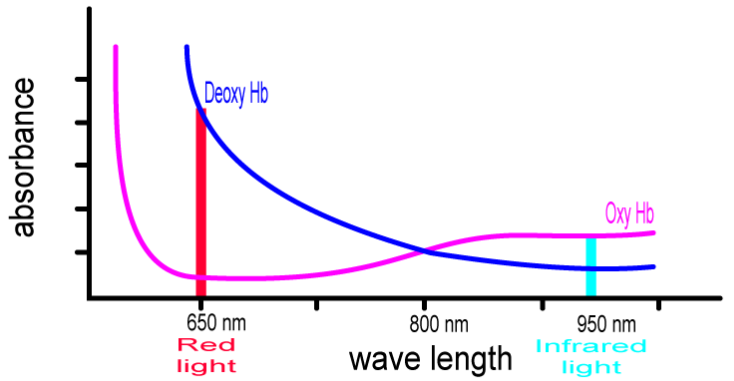 absorbance
Deoxy Hb
Oxy Hb
650 nm
800 nm
950 nm
Red
light
wave length
Infrared
light